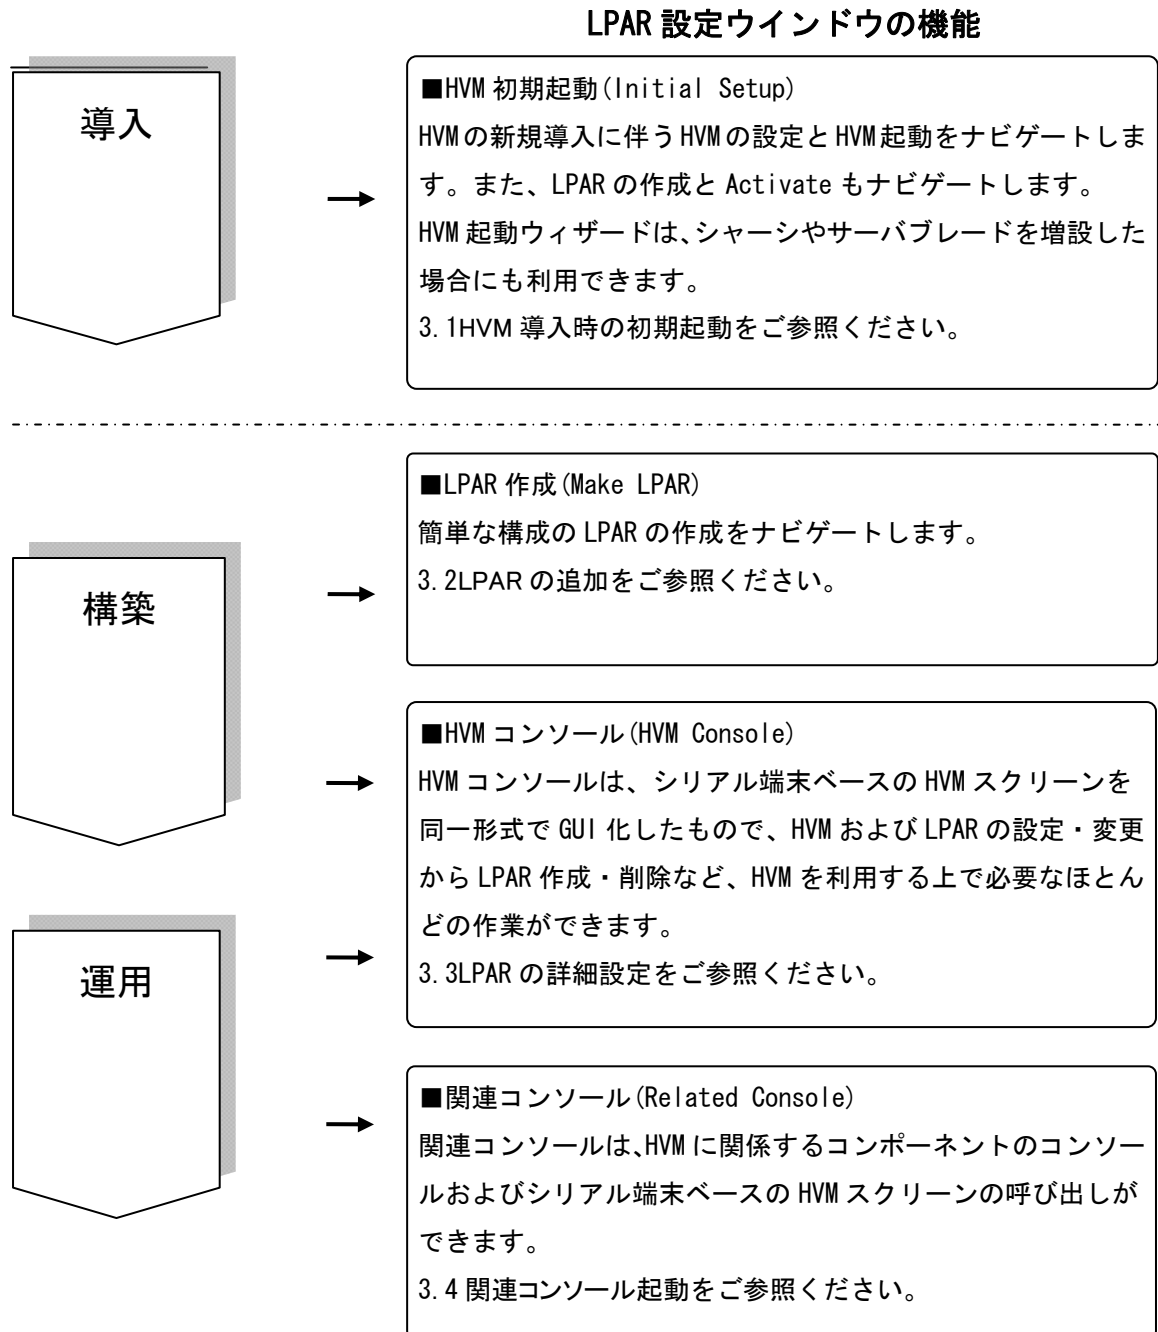 LPAR 設定ウインドウの機能
導入
■HVM 初期起動(Initial Setup)
HVMの新規導入に伴うHVMの設定とHVM起動をナビゲートしま
す。また、LPAR の作成と Activate もナビゲートします。
HVM 起動ウィザードは、シャーシやサーバブレードを増設した
場合にも利用できます。
3.1HVM 導入時の初期起動をご参照ください。
構築
■LPAR 作成(Make LPAR)
簡単な構成の LPAR の作成をナビゲートします。
3.2LPAR の追加をご参照ください。
■HVM コンソール(HVM Console)
HVM コンソールは、シリアル端末ベースの HVM スクリーンを
同一形式で GUI 化したもので、HVM および LPAR の設定・変更
から LPAR 作成・削除など、HVM を利用する上で必要なほとん
どの作業ができます。
3.3LPAR の詳細設定をご参照ください。
運用
■関連コンソール(Related Console)
関連コンソールは、HVM に関係するコンポーネントのコンソー
ルおよびシリアル端末ベースの HVM スクリーンの呼び出しが
できます。
3.4 関連コンソール起動をご参照ください。